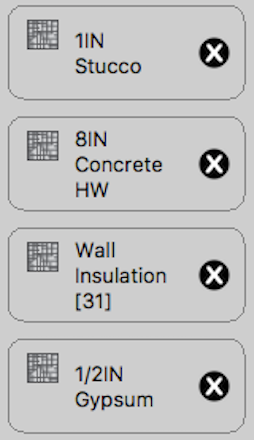 1IN
Stucco
8IN
Concrete
HW
Wall
Insulation
[31]
1/2IN
Gypsum